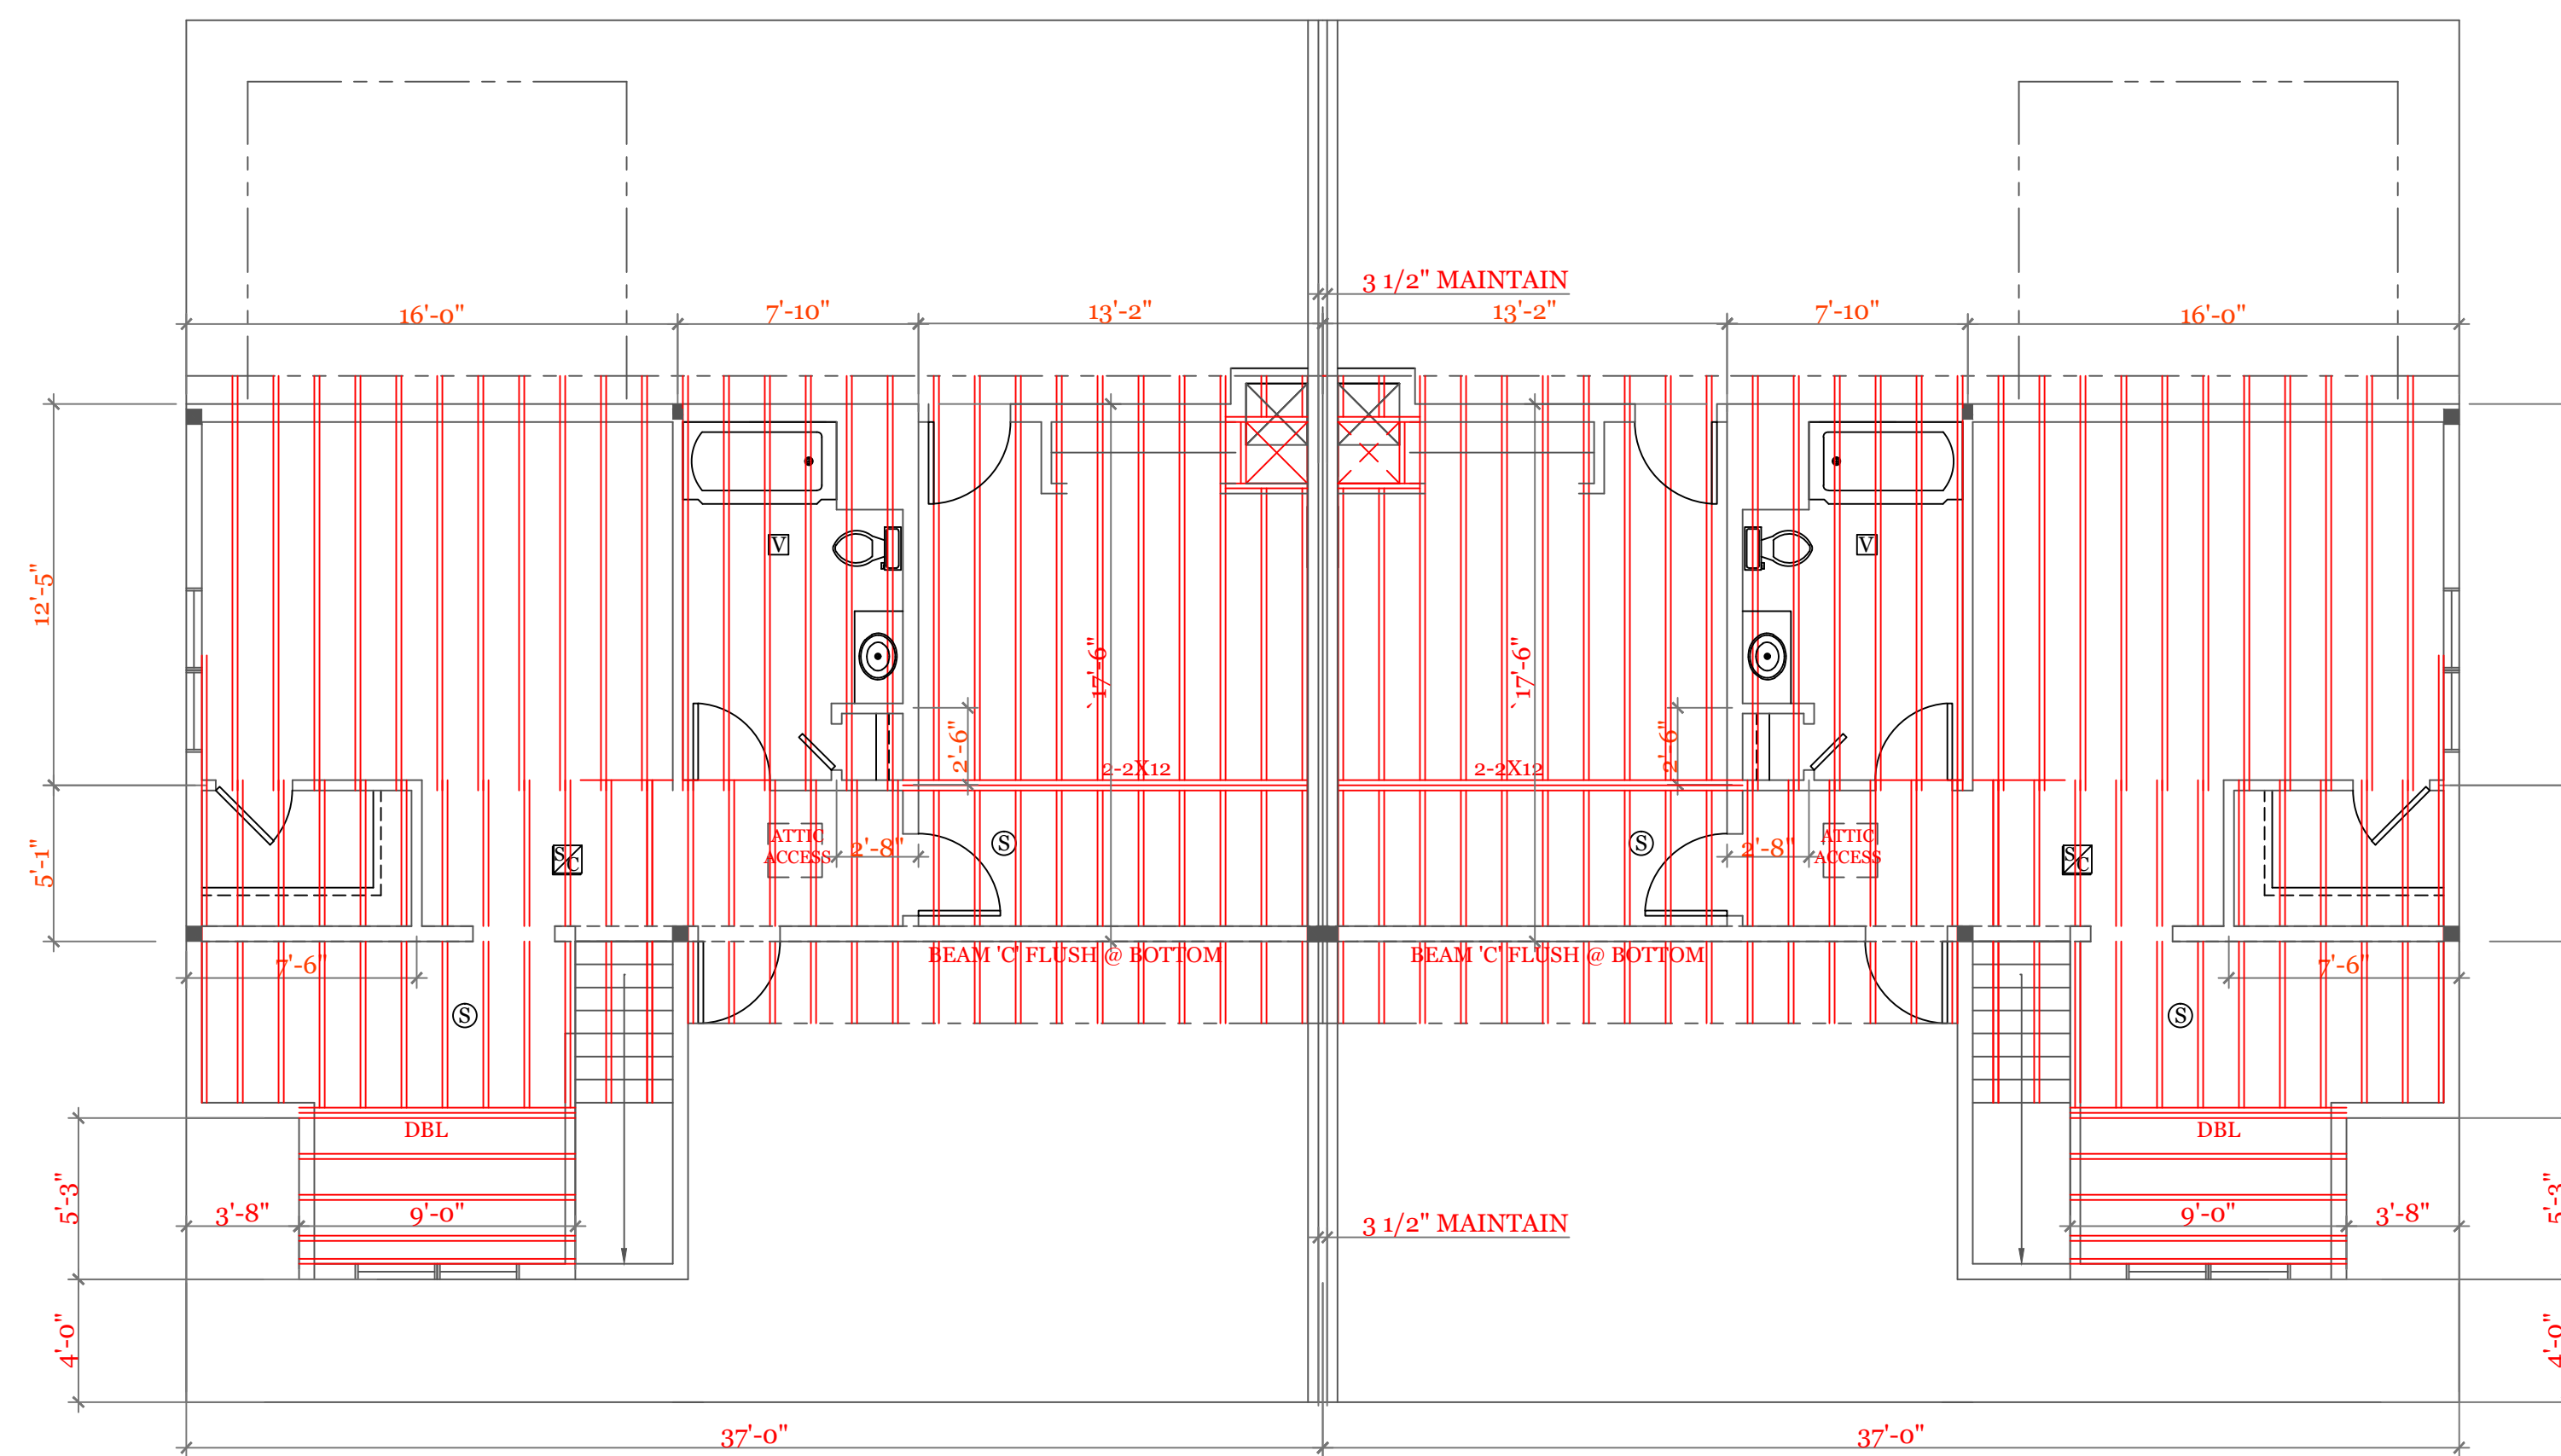 3 1/2" MAINTAIN
16'-0"
7'-10"
13'-2"
13'-2"
7'-10"
16'-0"
V
V
12'-5"
`17'-6"
`17'-6"
2'-6"
2'-6"
2-2X12
2-2X12
ATTIC
ACCESS
2'-8"
S
S
2'-8"
ATTIC
ACCESS
S
C
S
C
5'-1"
BEAM 'C' FLUSH @ BOTTOM
BEAM 'C' FLUSH @ BOTTOM
7'-6"
7'-6"
S
S
DBL
DBL
5'-3"
3'-8"
9'-0"
3 1/2" MAINTAIN
9'-0"
3'-8"
5'-3"
4'-0"
4'-0"
37'-0"
37'-0"